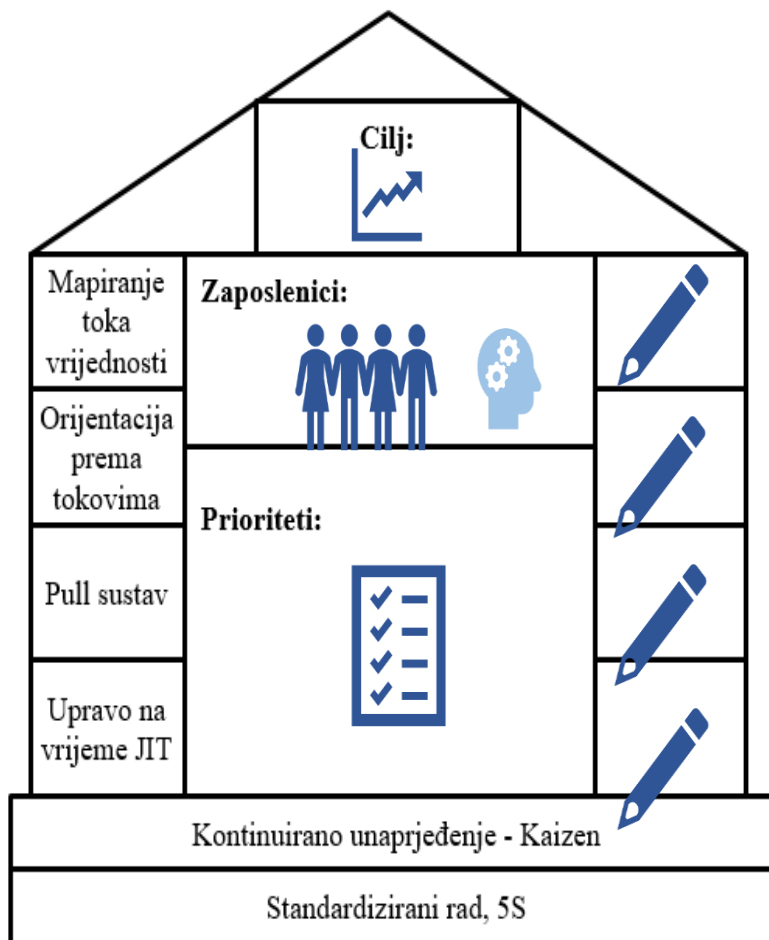 Cilj:
Mapiranje
toka
vrijednosti
Zaposlenici:
Orijentacija
prema
tokovima
Prioriteti:
Pull sustav
Upravo na
vrijeme JIT
Kontinuirano unaprjeđenje - Kaizen
Standardizirani rad, 5S